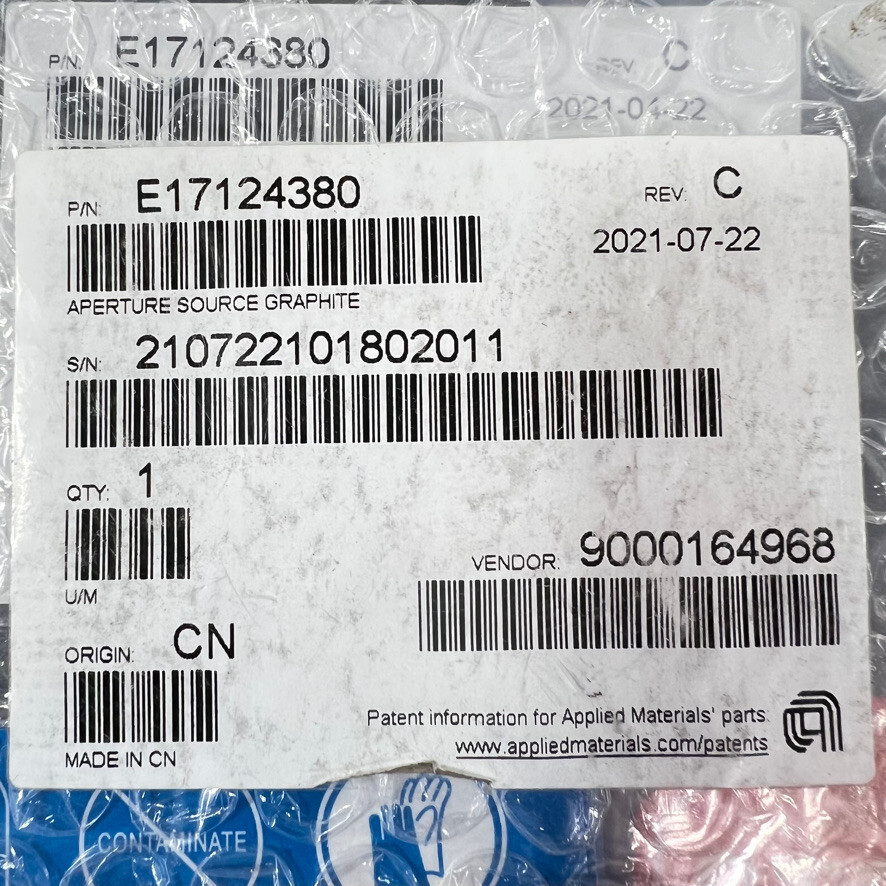 P/N: E17124380
REV C
2021-04-22
P/N: E17124380
REV: C
2021-07-22
APERTURE SOURCE GRAPHITE
S/N: 210722101802011
QTY: 1
U/M
VENDOR: 9000164968
ORIGIN: CN
MADE IN CN
Patent information for Applied Materials' parts:
www.appliedmaterials.com/patents
CONTAMINATE